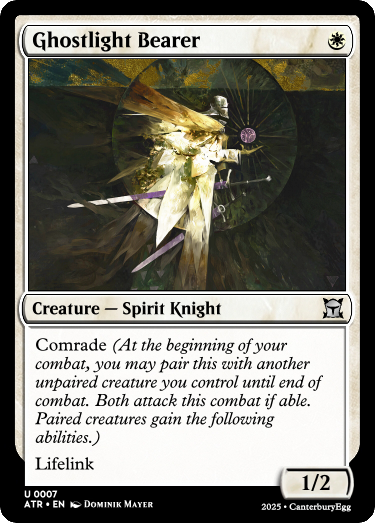 Ghostlight Bearer
Creature — Spirit Knight
Comrade (At the beginning of your
combat, you may pair this with another
unpaired creature you control until end of
combat. Both attack this combat if able.
Paired creatures gain the following
abilities.)
Lifelink
1/2
U 0007
ATR • EN Dominik Mayer
2025 • CanterburyEgg